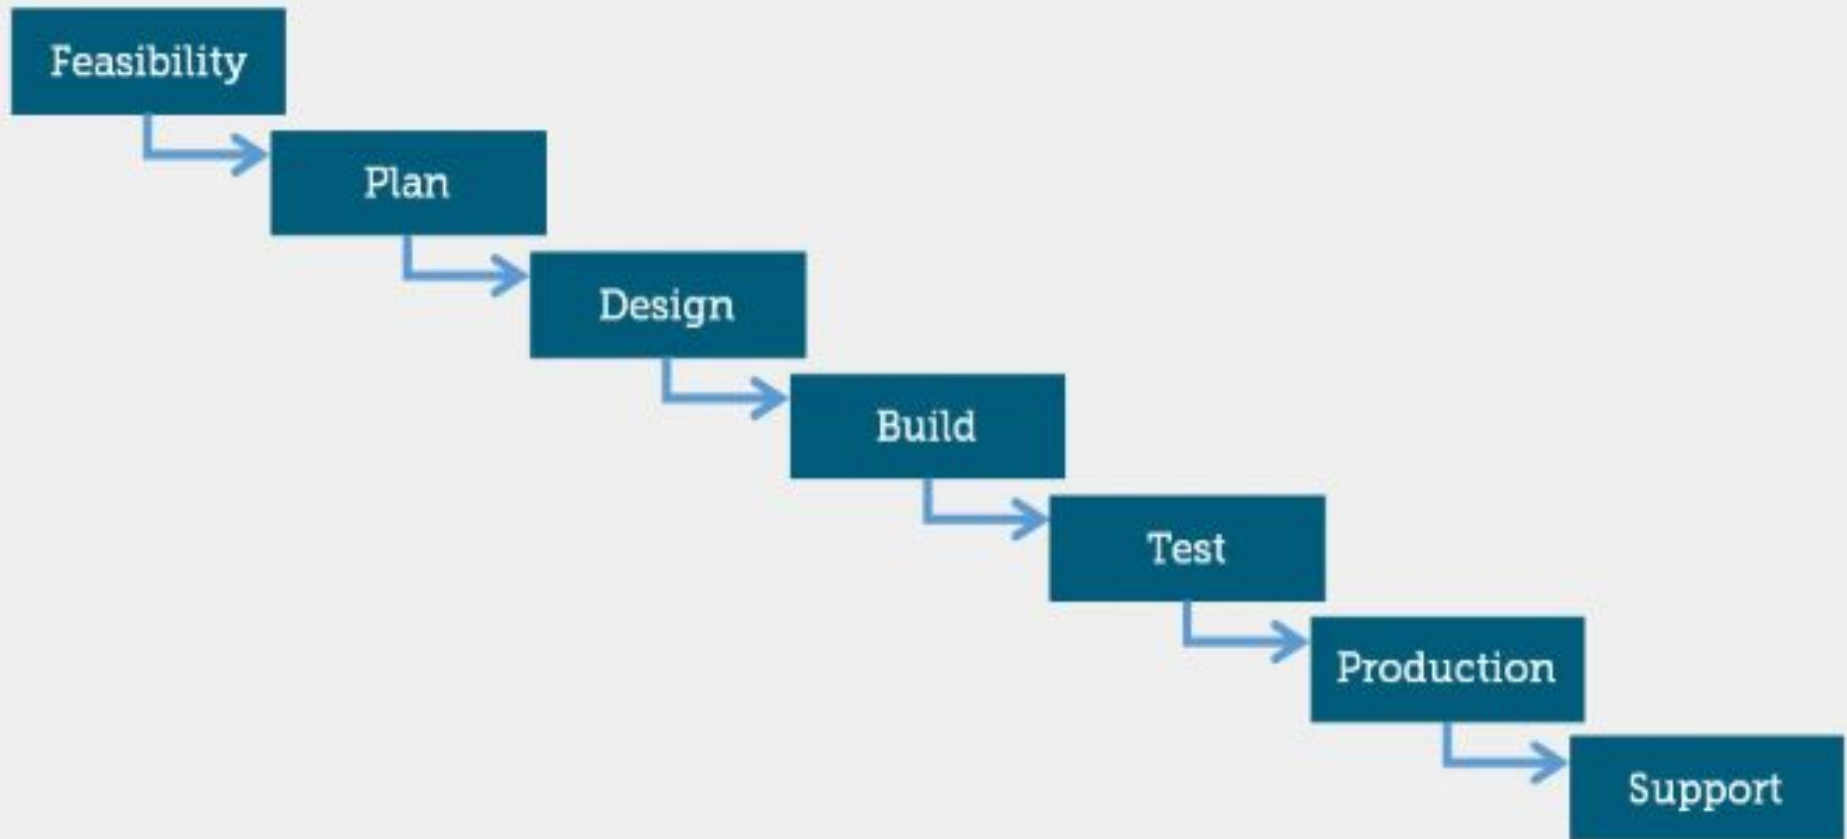 Feasibility
Plan
Design
Build
Test
Production
Support